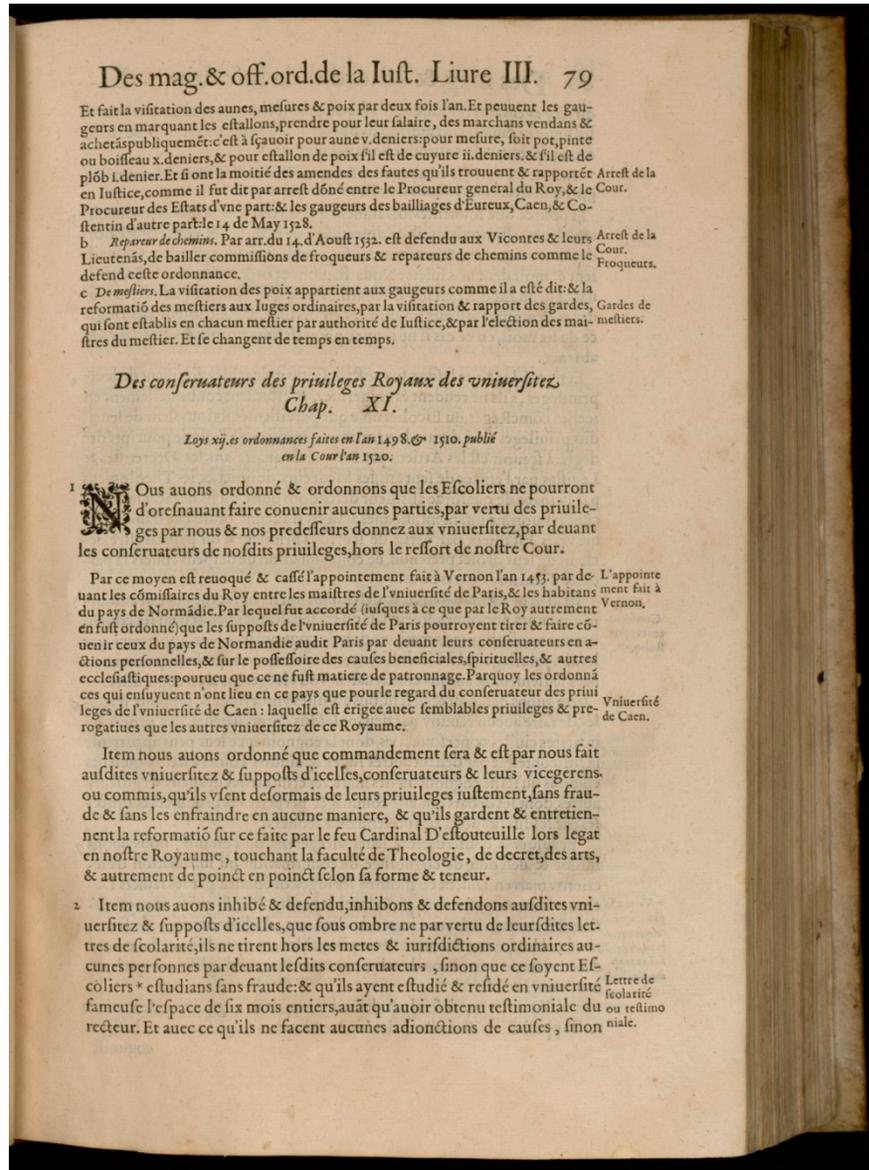 Des mag. & off. ord. de la Iuſt. Liure III. 79
Et fait la viſitation des aunes, meſures & poix par deux fois l'an. Et peuuent les gau-
geurs en marquant les eſtallons, prendre pour leur ſalaire, des marchans vendans &
achetãs publiquemẽt: c'eſt à ſçauoir pour aune v. deniers: pour meſure, ſoit pot, pinte
ou boiſſeau x. deniers, & pour eſtallon de poix s'il eſt de cuyure ii. deniers. & s'il eſt de
plõb i. denier. Et ſi ont la moitié des amendes des fautes qu'ils trouuent & rapportẽt
en Iuſtice, comme il fut dit par arreſt dõné entre le Procureur general du Roy, & le
Procureur des Eſtats d'vne part: & les gaugeurs des bailliages d'Eureux, Caen, & Co-
ſtentin d'autre part: le 14 de May 1528.
Arreſt de la
Cour.
b Repareur de chemins. Par arr. du 14. d'Aouſt 1532. eſt defendu aux Vicontes & leurs
Lieutenãs, de bailler commiſſions de froqueurs & repareurs de chemins comme le
defend ceſte ordonnance.
Arreſt de la
Cour.
Froqueurs.
c De meſtiers. La viſitation des poix appartient aux gaugeurs comme il a eſté dit: & la
reformatiõ des meſtiers aux Iuges ordinaires, par la viſitation & rapport des gardes,
qui ſont eſtablis en chacun meſtier par authorité de Iuſtice, & par l'election des mai-
ſtres du meſtier. Et ſe changent de temps en temps.
Gardes de
meſtiers.
Des conſeruateurs des priuileges Royaux des vniuerſitez
Chap. XI.
Loys xij. es ordonnances faites en l'an 1498. & 1510. publié
en la Cour l'an 1520.
1 NOus auons ordonné & ordonnons que les Eſcoliers ne pourront
d'oreſnauant faire conuenir aucunes parties, par vertu des priuile-
ges par nous & nos predeſſeurs donnez aux vniuerſitez, par deuant
les conſeruateurs de noſdits priuileges, hors le reſſort de noſtre Cour.
Par ce moyen eſt reuoqué & caſſé l'appointement fait à Vernon l'an 1453. par de-
uant les cõmiſſaires du Roy entre les maiſtres de l'vniuerſité de Paris, & les habitans
du pays de Normãdie. Par lequel fut accordé (iuſques à ce que par le Roy autrement
en fuſt ordonné) que les ſuppoſts de l'vniuerſité de Paris pourroyent tirer & faire cõ-
uenir ceux du pays de Normandie audit Paris par deuant leurs conſeruateurs en a-
ctions perſonnelles, & ſur le poſſeſſoire des cauſes beneficiales, ſpirituelles, & autres
eccleſiaſtiques: pourueu que ce ne fuſt matiere de patronnage. Parquoy les ordonnã
ces qui enſuyuent n'ont lieu en ce pays que pour le regard du conſeruateur des priui
leges de l'vniuerſité de Caen: laquelle eſt erigee auec ſemblables priuileges & pre-
rogatiues que les autres vniuerſitez de ce Royaume.
L'appointe
ment fait à
Vernon.
Vniuerſité
de Caen.
Item nous auons ordonné que commandement ſera & eſt par nous fait
auſdites vniuerſitez & ſuppoſts d'icelles, conſeruateurs & leurs vicegerens.
ou commis, qu'ils vſent deſormais de leurs priuileges iuſtement, ſans frau-
de & ſans les enfraindre en aucune maniere, & qu'ils gardent & entretien-
nent la reformatiõ ſur ce faite par le feu Cardinal D'eſtouteuille lors legat
en noſtre Royaume, touchant la faculté de Theologie, de decret, des arts,
& autrement de poinct en poinct ſelon ſa forme & teneur.
2 Item nous auons inhibé & defendu, inhibons & defendons auſdites vni-
uerſitez & ſuppoſts d'icelles, que ſous ombre ne par vertu de leurſdites let-
tres de ſcolarité, ils ne tirent hors les metes & iuriſdictions ordinaires au-
cunes perſonnes par deuant leſdits conſeruateurs, ſinon que ce ſoyent Eſ-
coliers * eſtudians ſans fraude: & qu'ils ayent eſtudié & reſidé en vniuerſité
fameuſe l'eſpace de ſix mois entiers, auãt qu'auoir obtenu teſtimoniale du
recteur. Et auec ce qu'ils ne facent aucunes adionctions de cauſes, ſinon
Lettre de
ſcolarité
ou teſtimo
niale.